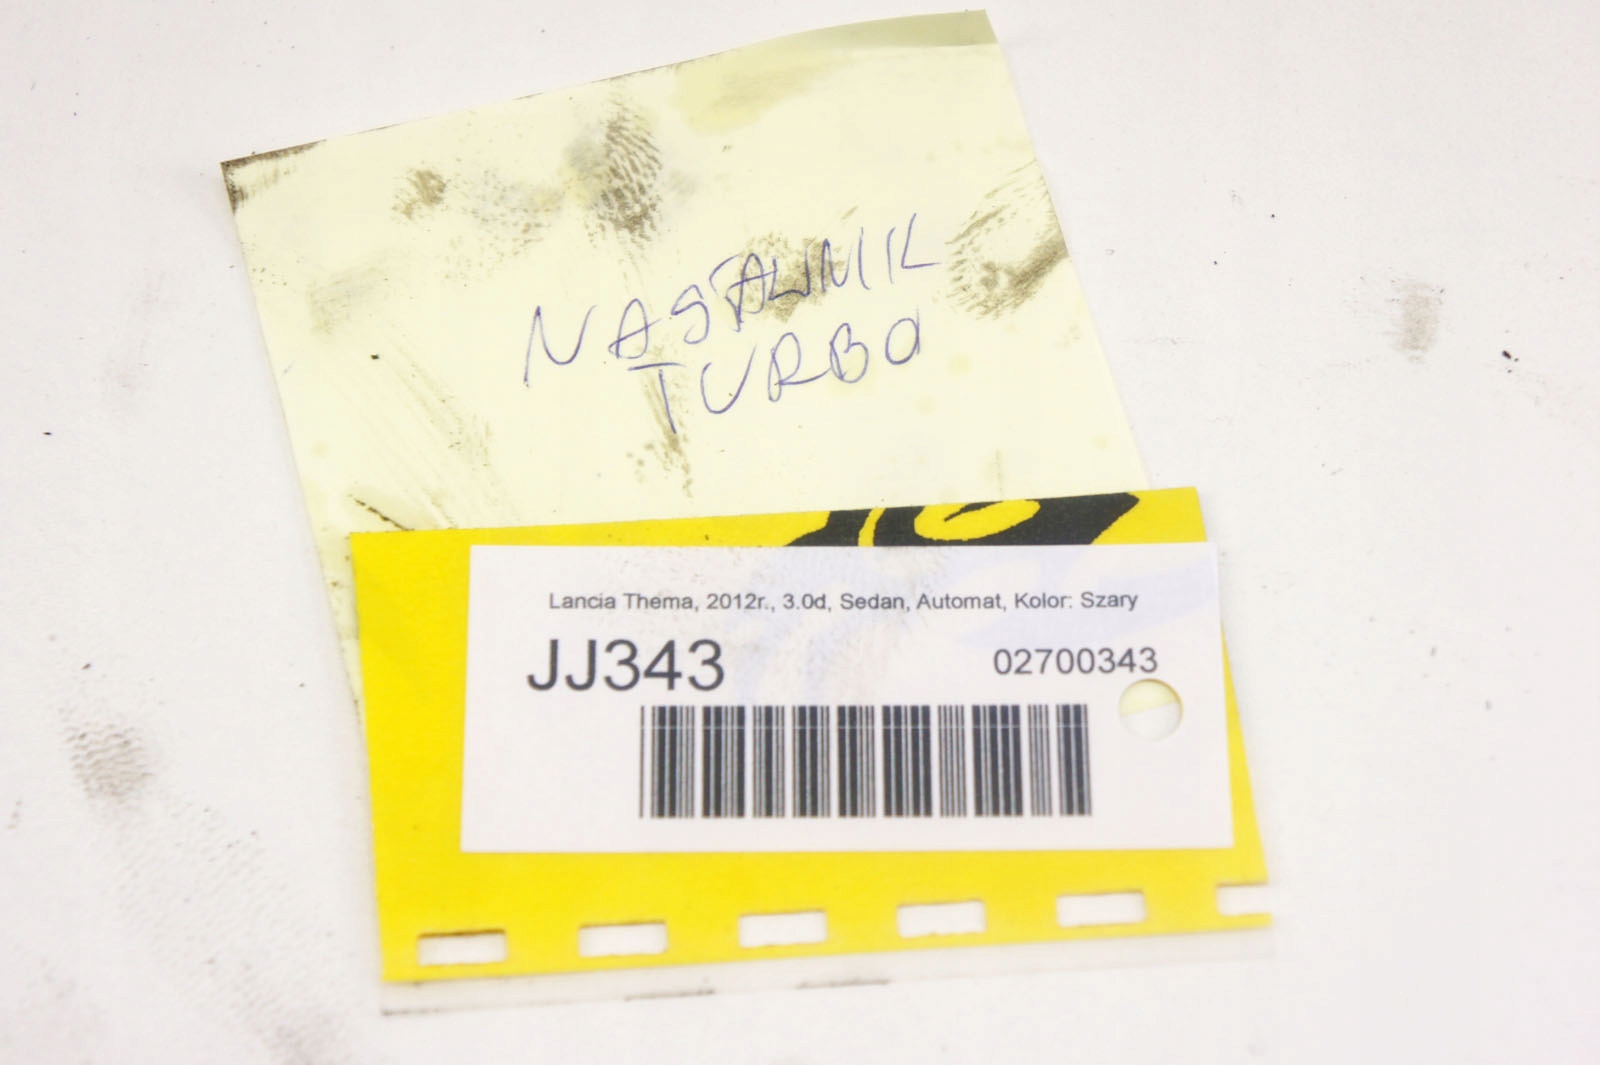 NASTAWNIK
TURBO
Lancia Thema, 2012r., 3.0d, Sedan, Automat, Kolor: Szary
JJ343
02700343